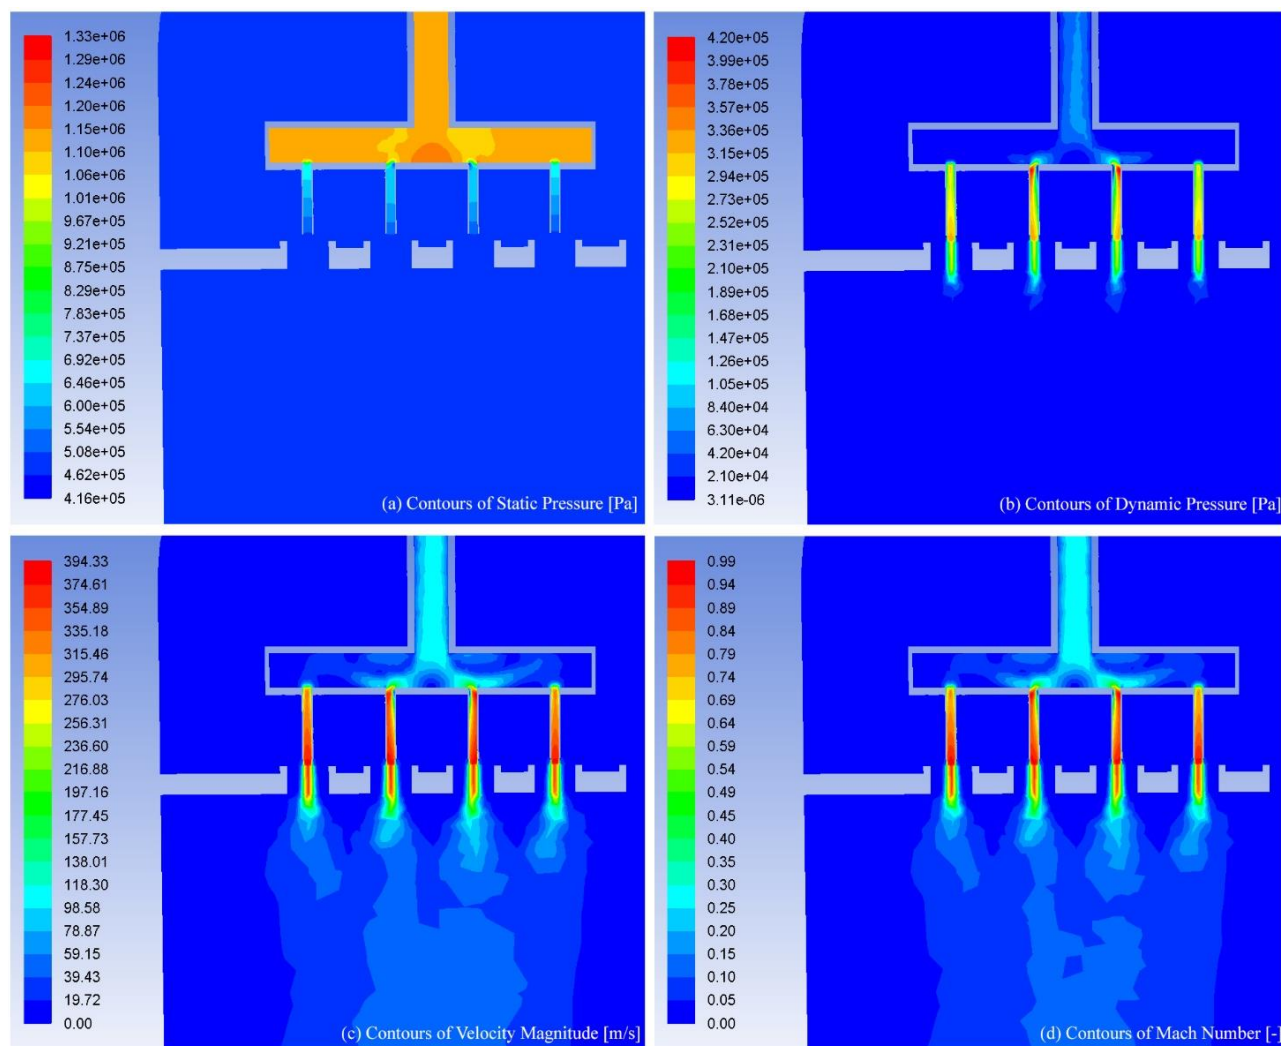 1.33e+06
1.29e+06
1.24e+06
1.20e+06
1.15e+06
1.10e+06
1.06e+06
1.01e+06
9.67e+05
9.21e+05
8.75e+05
8.29e+05
7.83e+05
7.37e+05
6.92e+05
6.46e+05
6.00e+05
5.54e+05
5.08e+05
4.62e+05
4.16e+05
(a) Contours of Static Pressure [Pa]
4.20e+05
3.99e+05
3.78e+05
3.57e+05
3.36e+05
3.15e+05
2.94e+05
2.73e+05
2.52e+05
2.31e+05
2.10e+05
1.89e+05
1.68e+05
1.47e+05
1.26e+05
1.05e+05
8.40e+04
6.30e+04
4.20e+04
2.10e+04
3.11e-06
(b) Contours of Dynamic Pressure [Pa]
394.33
374.61
354.89
335.18
315.46
295.74
276.03
256.31
236.60
216.88
197.16
177.45
157.73
138.01
118.30
98.58
78.87
59.15
39.43
19.72
0.00
(c) Contours of Velocity Magnitude [m/s]
0.99
0.94
0.89
0.84
0.79
0.74
0.69
0.64
0.59
0.54
0.49
0.45
0.40
0.35
0.30
0.25
0.20
0.15
0.10
0.05
0.00
(d) Contours of Mach Number [-]